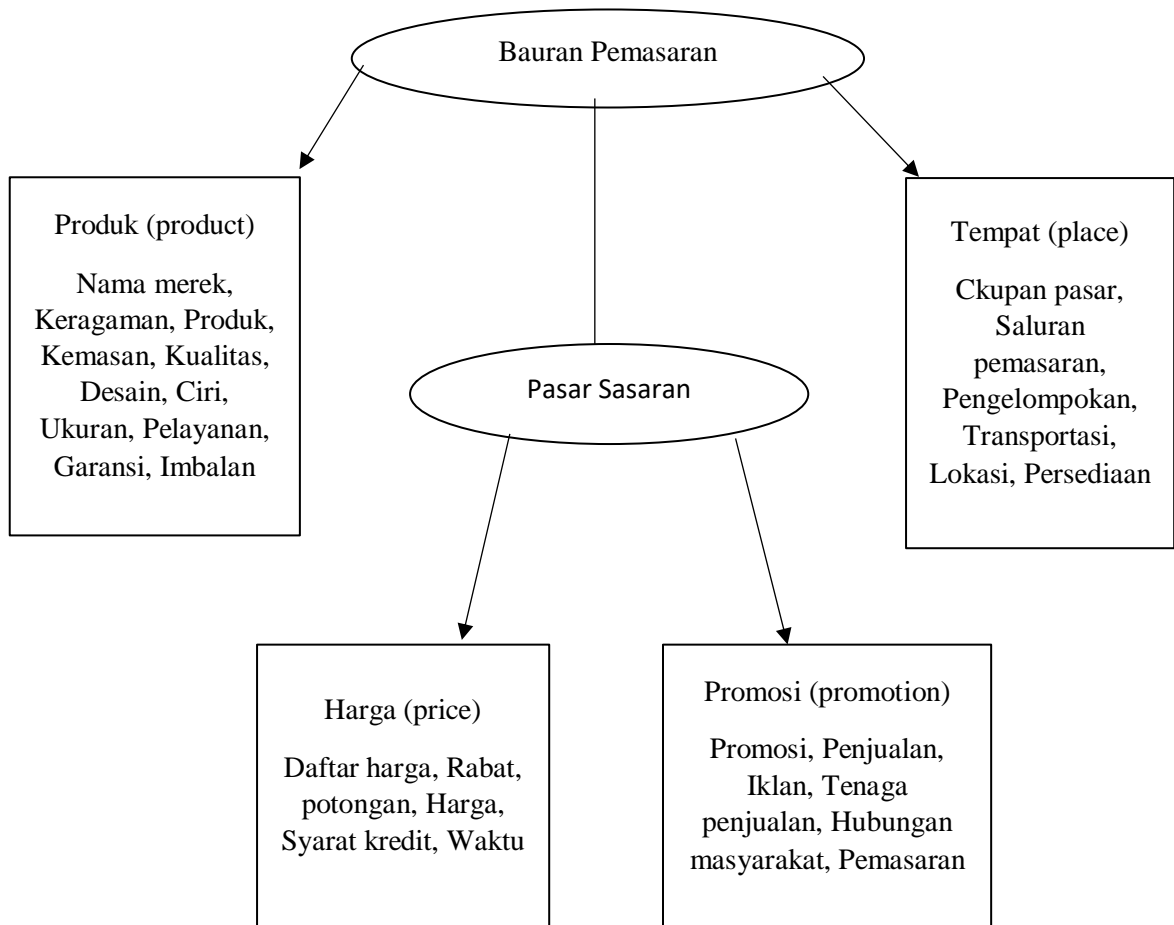 Bauran Pemasaran
Produk (product)
Nama merek,
Keragaman, Produk,
Kemasan, Kualitas,
Desain, Ciri,
Ukuran, Pelayanan,
Garansi, Imbalan
Tempat (place)
Ckupan pasar,
Saluran
pemasaran,
Pengelompokan,
Transportasi,
Lokasi, Persediaan
Pasar Sasaran
Harga (price)
Daftar harga, Rabat,
potongan, Harga,
Syarat kredit, Waktu
Promosi (promotion)
Promosi, Penjualan,
Iklan, Tenaga
penjualan, Hubungan
masyarakat, Pemasaran